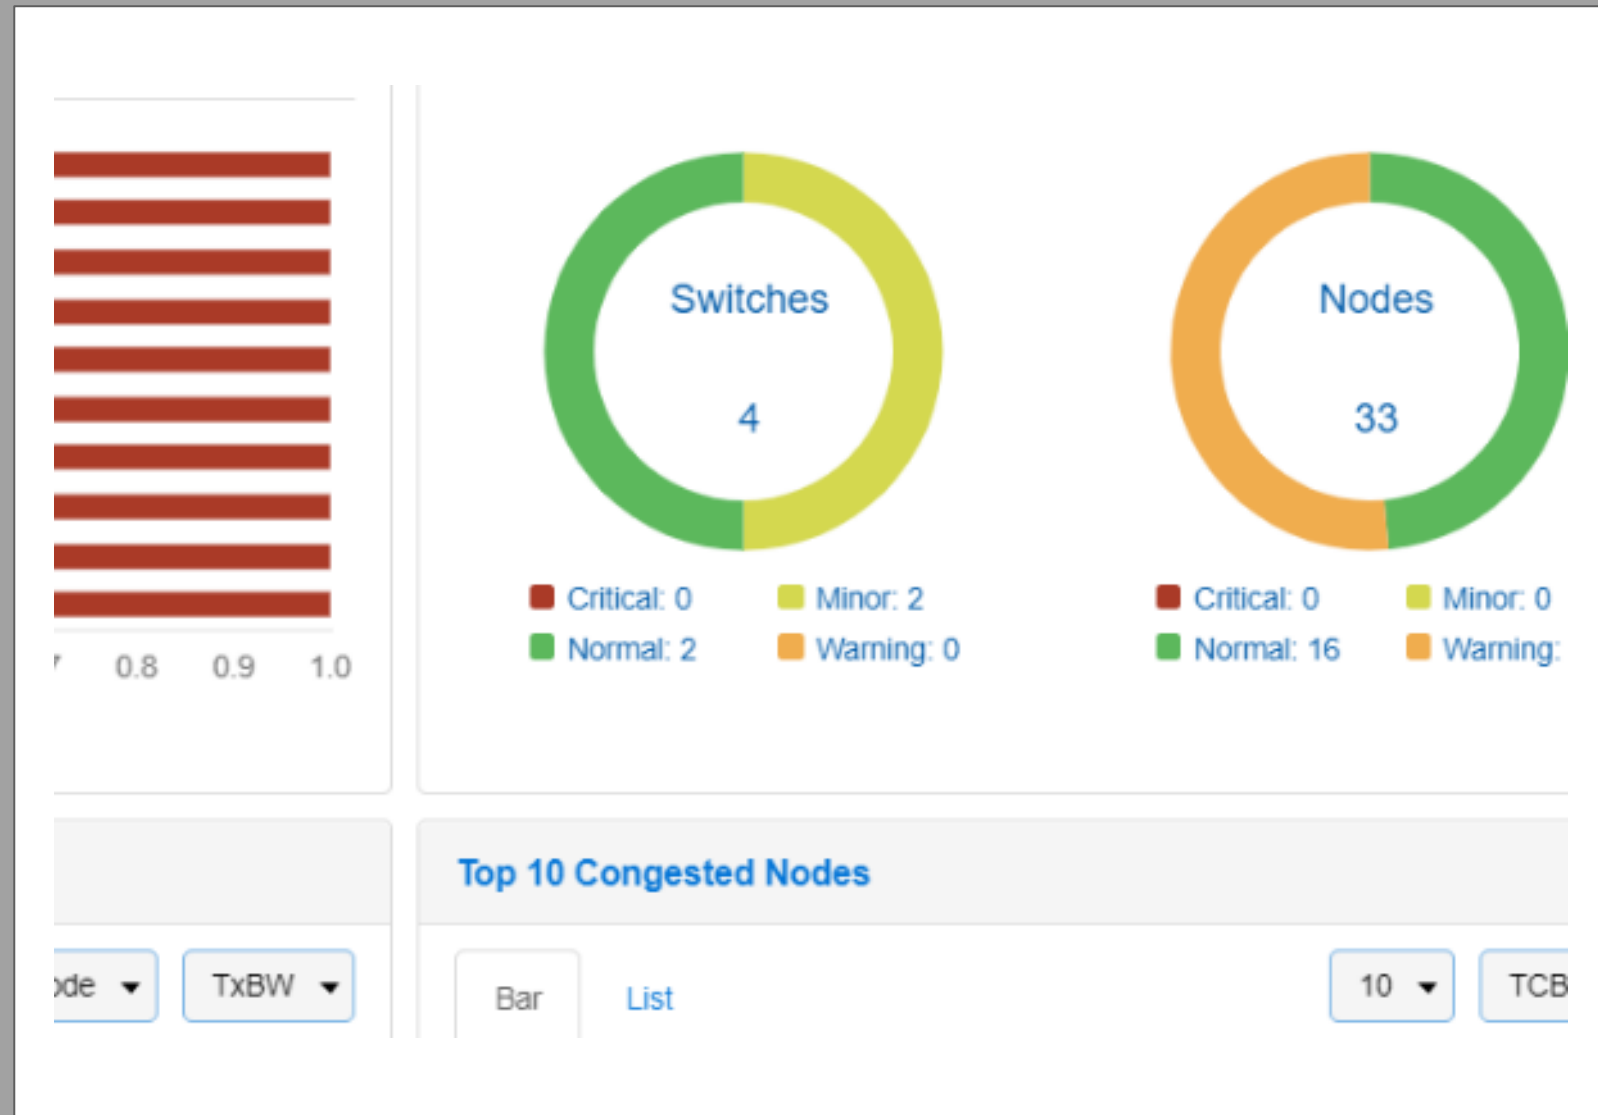 Switches
4
Nodes
33
Critical: 0
Minor: 2
Normal: 2
Warning: 0
Critical: 0
Minor: 0
Normal: 16
Warning:
0.8 0.9 1.0
Top 10 Congested Nodes
TxBW
Bar
List
10